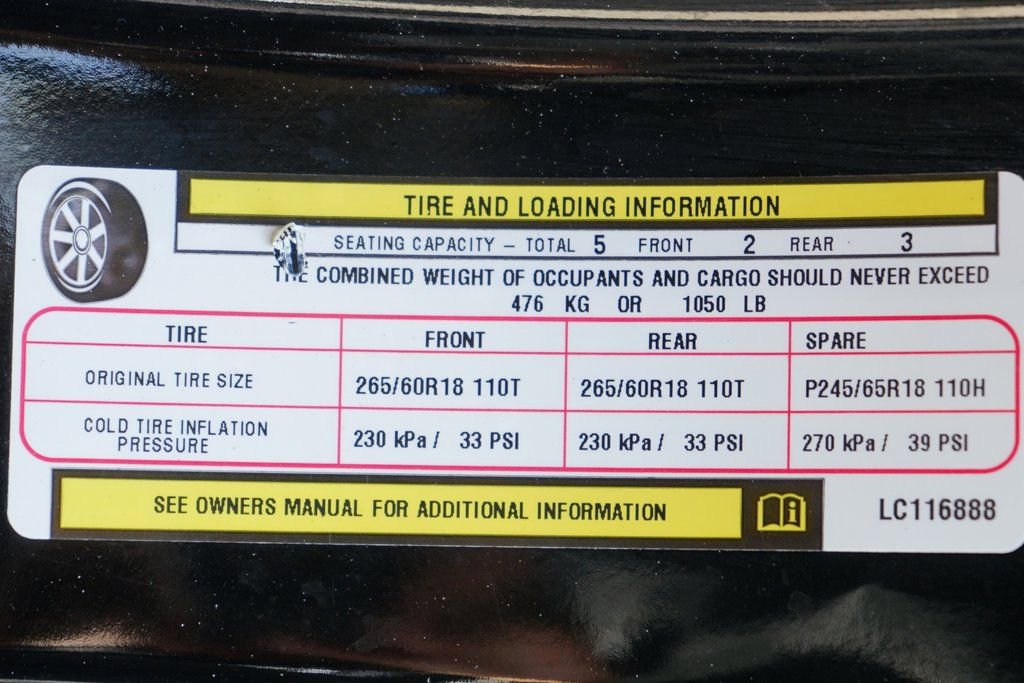 TIRE AND LOADING INFORMATION
SEATING CAPACITY – TOTAL 5 FRONT 2 REAR 3
THE COMBINED WEIGHT OF OCCUPANTS AND CARGO SHOULD NEVER EXCEED
476 KG OR 1050 LB
TIRE FRONT REAR SPARE
ORIGINAL TIRE SIZE 265/60R18 110T 265/60R18 110T P245/65R18 110H
COLD TIRE INFLATION
PRESSURE 230 kPa / 33 PSI 230 kPa / 33 PSI 270 kPa / 39 PSI
SEE OWNERS MANUAL FOR ADDITIONAL INFORMATION
LC116888